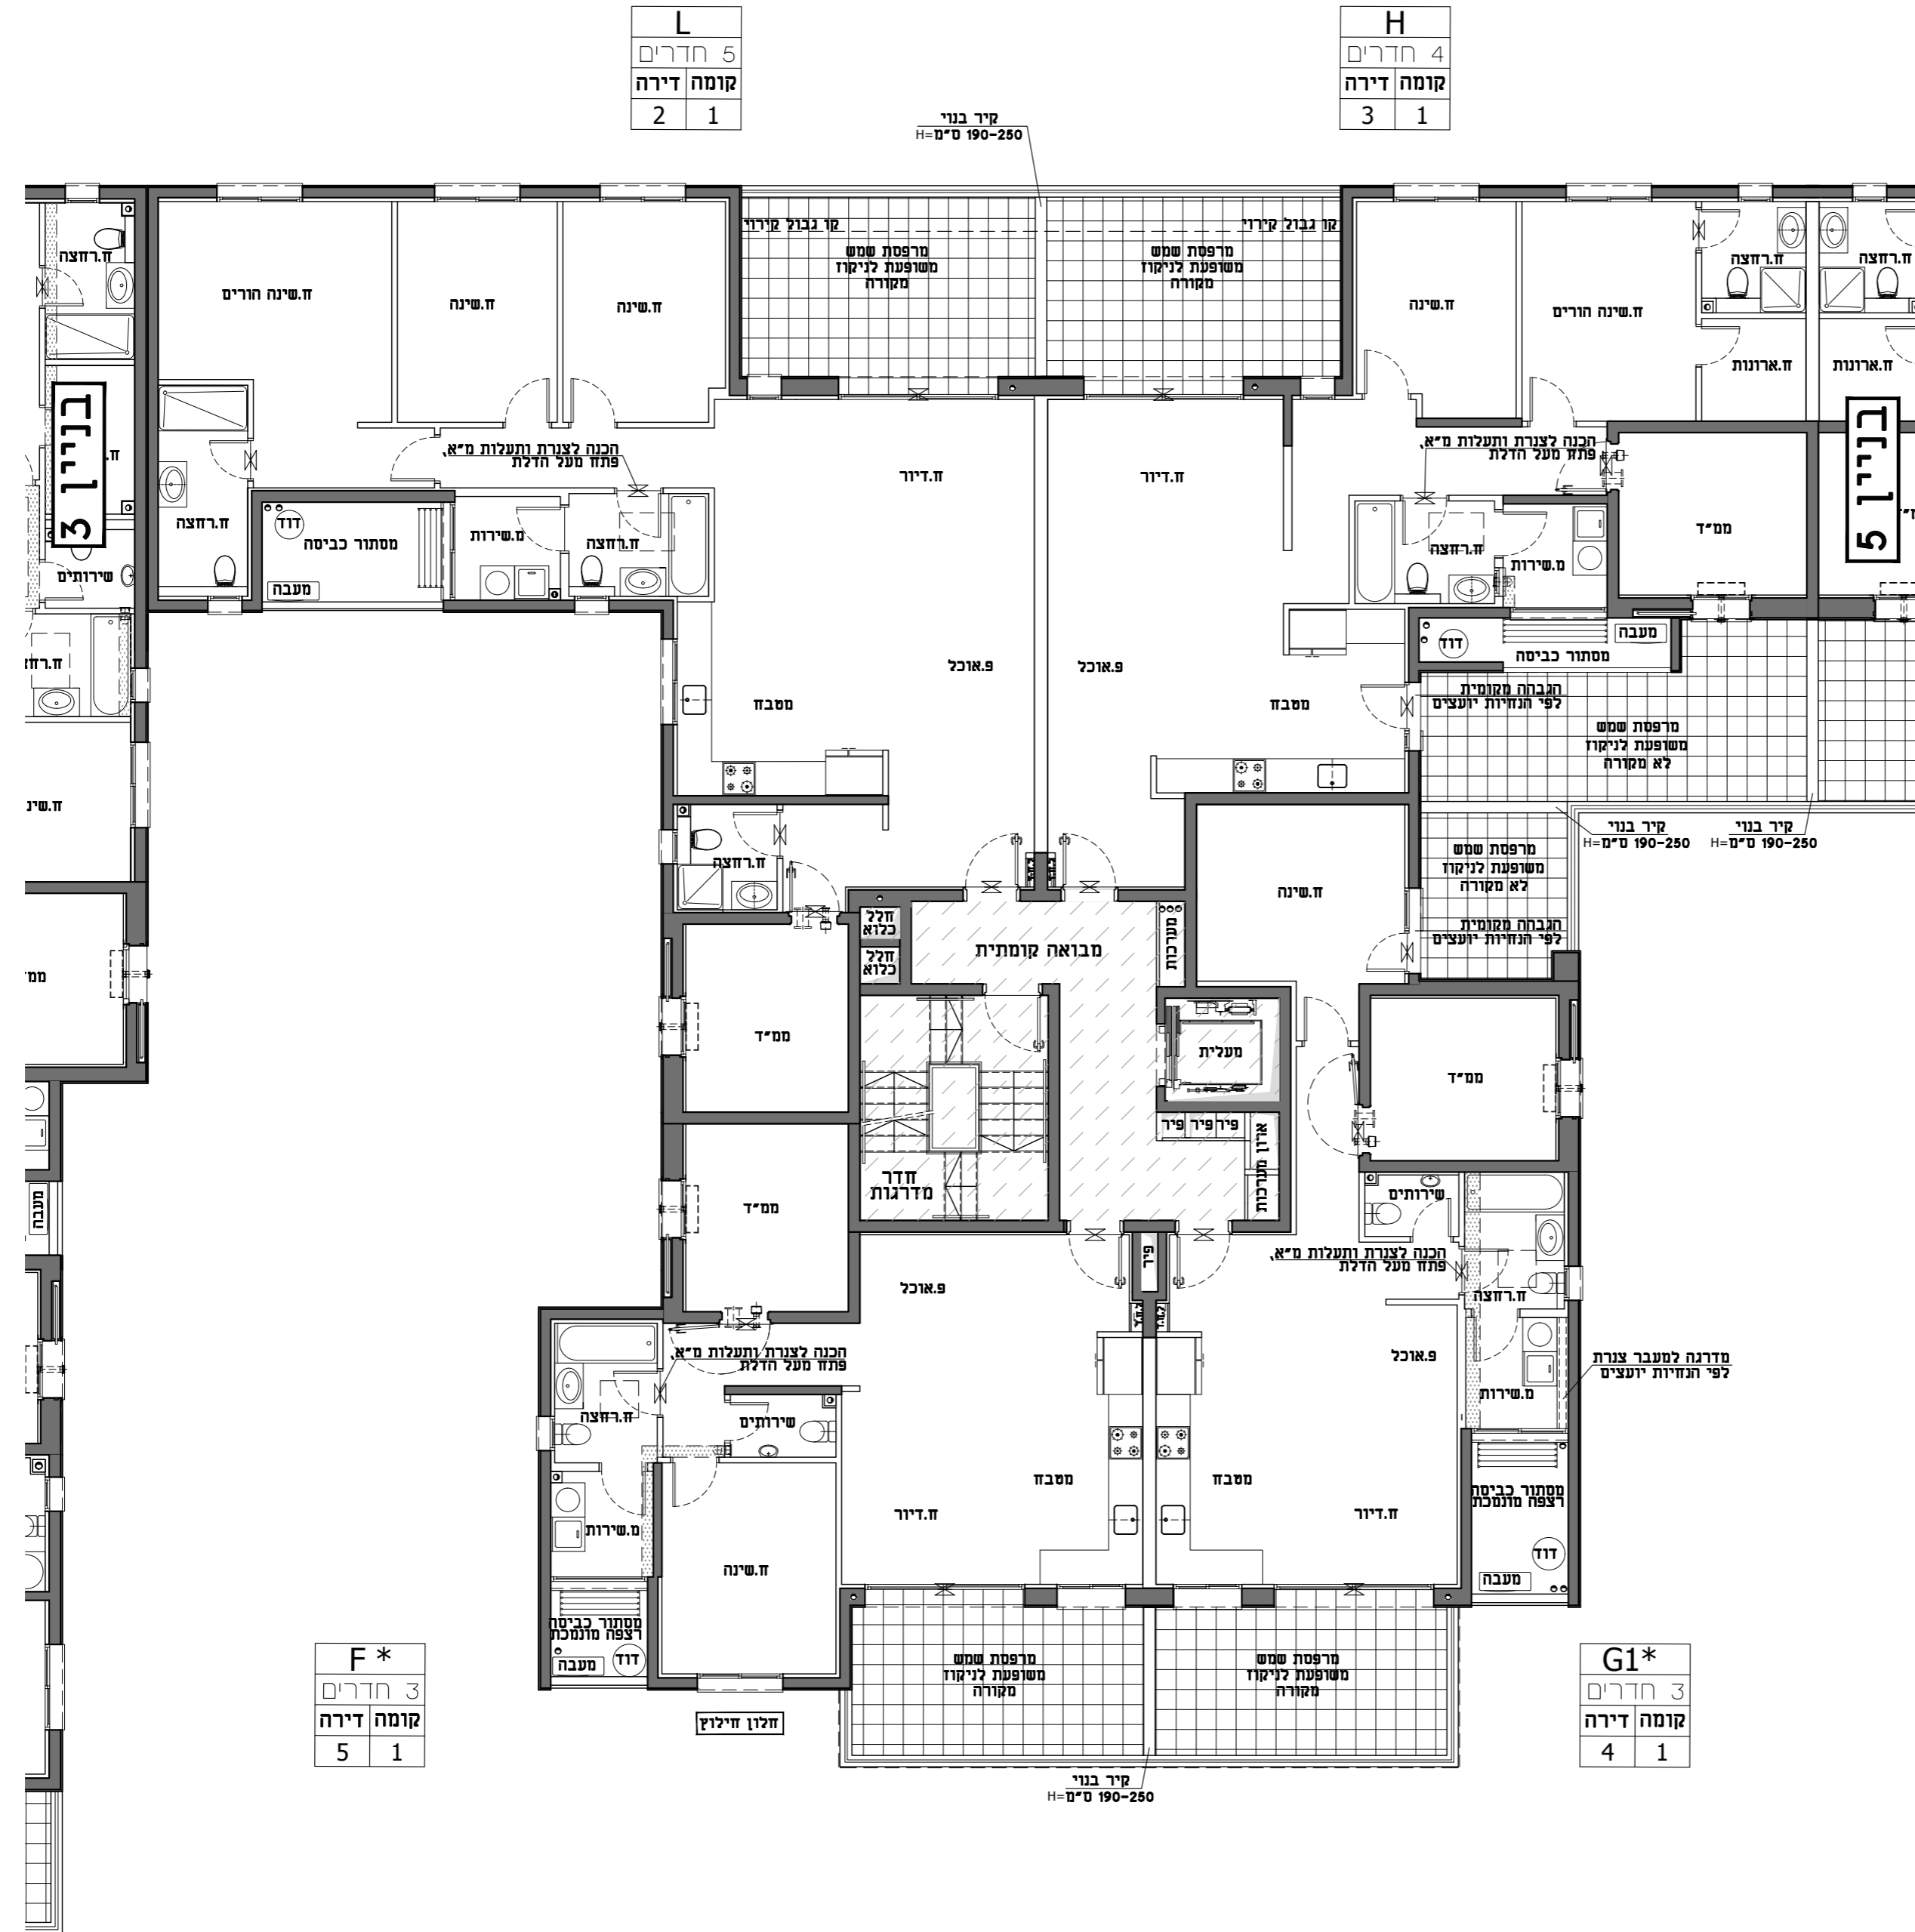 L
5 חדרים
קומה דירה
1 2
H
4 חדרים
קומה דירה
1 3
קיר בנוי
H=190-250 ס"מ
קו גבול קירוי
קו גבול קירוי
מרפסת שמש
משופעת לניקוז
מקורה
מרפסת שמש
משופעת לניקוז
מקורה
ח.רחצה
ח.שינה הורים
ח.שינה
ח.שינה
ח.שינה
ח.שינה הורים
ח.רחצה
ח.רחצה
ח.ארונות
ח.ארונות
בניין 3
בניין 5
הכנה לצנרת ותעלות מ"א,
פתח מעל הדלת
ח.דיור
ח.דיור
הכנה לצנרת ותעלות מ"א,
פתח מעל הדלת
ממ"ד
ח.רחצה
דוד
מסתור כביסה
מעבה
מ.שירות
ח.רחצה
ח.רחצה
מ.שירות
שירותים
ח.רחצה
דוד
מעבה
מסתור כביסה
פ.אוכל
פ.אוכל
מטבח
מטבח
הגבהה מקומית
לפי הנחיות יועצים
מרפסת שמש
משופעת לניקוז
לא מקורה
קיר בנוי
H=190-250 ס"מ
קיר בנוי
H=190-250 ס"מ
מרפסת שמש
משופעת לניקוז
לא מקורה
הגבהה מקומית
לפי הנחיות יועצים
ח.רחצה
ח.שינה
חלל
כלוא
חלל
כלוא
מבואה קומתית
מערכות
ממ"ד
מעלית
ממ"ד
פיר
פיר
פיר
ארון מערכות
חדר
מדרגות
ממ"ד
שירותים
מעבה
פיר
פ.אוכל
הכנה לצנרת ותעלות מ"א,
פתח מעל הדלת
ח.רחצה
הכנה לצנרת ותעלות מ"א,
פתח מעל הדלת
פ.אוכל
מדרגה למעבר צנרת
לפי הנחיות יועצים
ח.רחצה
שירותים
מ.שירות
מטבח
מטבח
מסתור כביסה
רצפה מונמכת
ח.דיור
ח.דיור
מ.שירות
ח.שינה
דוד
מעבה
מסתור כביסה
רצפה מונמכת
דוד
מעבה
מרפסת שמש
משופעת לניקוז
מקורה
מרפסת שמש
משופעת לניקוז
מקורה
F *
3 חדרים
קומה דירה
1 5
חלון חילוץ
G1*
3 חדרים
קומה דירה
1 4
קיר בנוי
H=190-250 ס"מ